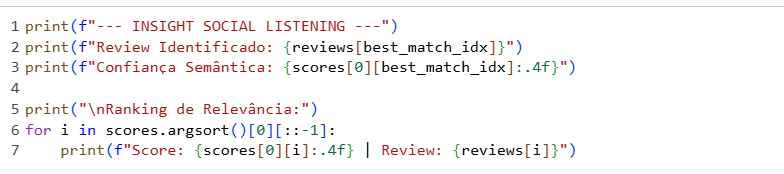 1 print(f"--- INSIGHT SOCIAL LISTENING ---")
2 print(f"Review Identificado: {reviews[best_match_idx]}")
3 print(f"Confiança Semântica: {scores[0][best_match_idx]:.4f}")
4
5 print("\nRanking de Relevância:")
6 for i in scores.argsort()[0][::-1]:
7     print(f"Score: {scores[0][i]:.4f} | Review: {reviews[i]}")